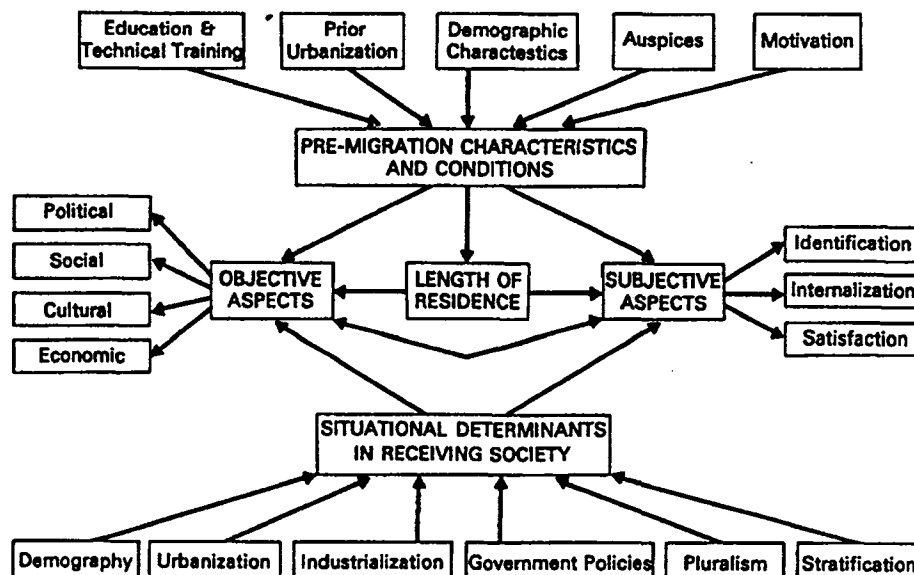 Education &
Technical Training
Prior
Urbanization
Demographic
Charactestics
Auspices
Motivation
PRE-MIGRATION CHARACTERISTICS
AND CONDITIONS
Political
Social
Cultural
Economic
OBJECTIVE
ASPECTS
LENGTH OF
RESIDENCE
SUBJECTIVE
ASPECTS
Identification
Internalization
Satisfaction
SITUATIONAL DETERMINANTS
IN RECEIVING SOCIETY
Demography
Urbanization
Industrialization
Government Policies
Pluralism
Stratification